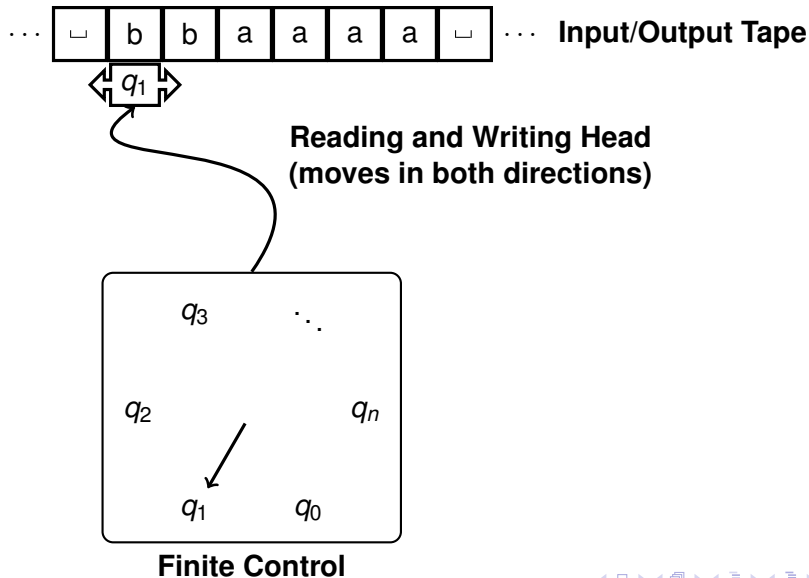 ··· ␣ b b a a a a ␣ ··· Input/Output Tape
q₁
Reading and Writing Head
(moves in both directions)
q₃ ⋱
q₂ qₙ
q₁ q₀
Finite Control